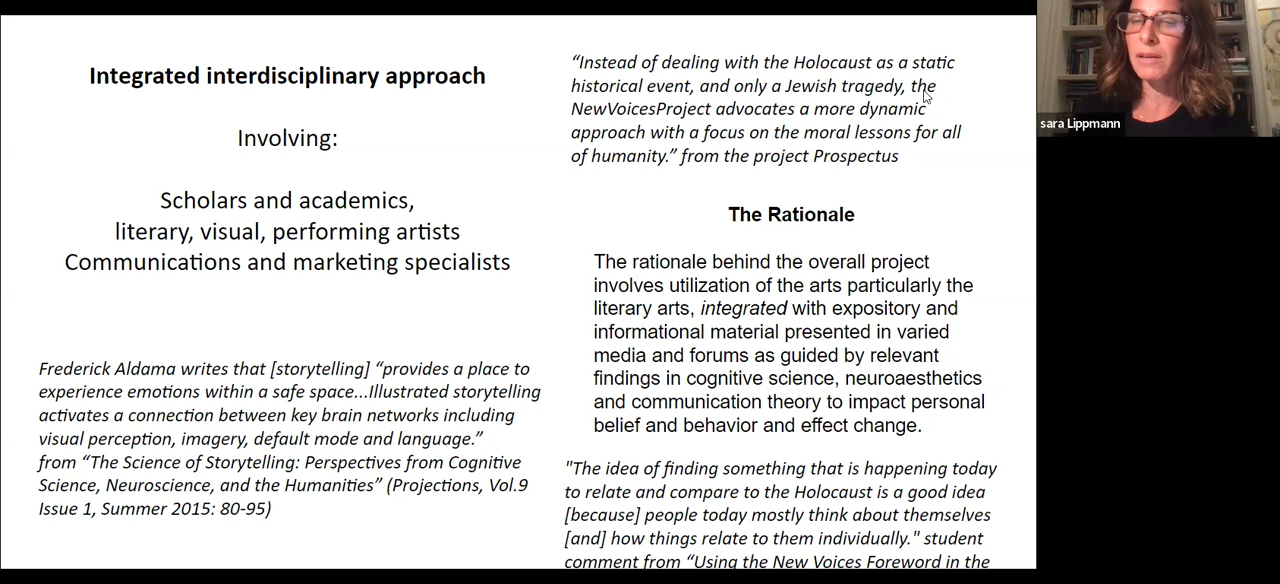 Integrated interdisciplinary approach
Involving:
Scholars and academics,
literary, visual, performing artists
Communications and marketing specialists
Frederick Aldama writes that [storytelling] “provides a place to
experience emotions within a safe space...Illustrated storytelling
activates a connection between key brain networks including
visual perception, imagery, default mode and language.”
from “The Science of Storytelling: Perspectives from Cognitive
Science, Neuroscience, and the Humanities” (Projections, Vol.9
Issue 1, Summer 2015: 80-95)
“Instead of dealing with the Holocaust as a static
historical event, and only a Jewish tragedy, the
NewVoicesProject advocates a more dynamic
approach with a focus on the moral lessons for all
of humanity.” from the project Prospectus
The Rationale
The rationale behind the overall project
involves utilization of the arts particularly the
literary arts, integrated with expository and
informational material presented in varied
media and forums as guided by relevant
findings in cognitive science, neuroaesthetics
and communication theory to impact personal
belief and behavior and effect change.
"The idea of finding something that is happening today
to relate and compare to the Holocaust is a good idea
[because] people today mostly think about themselves
[and] how things relate to them individually." student
comment from “Using the New Voices Foreword in the
sara Lippmann